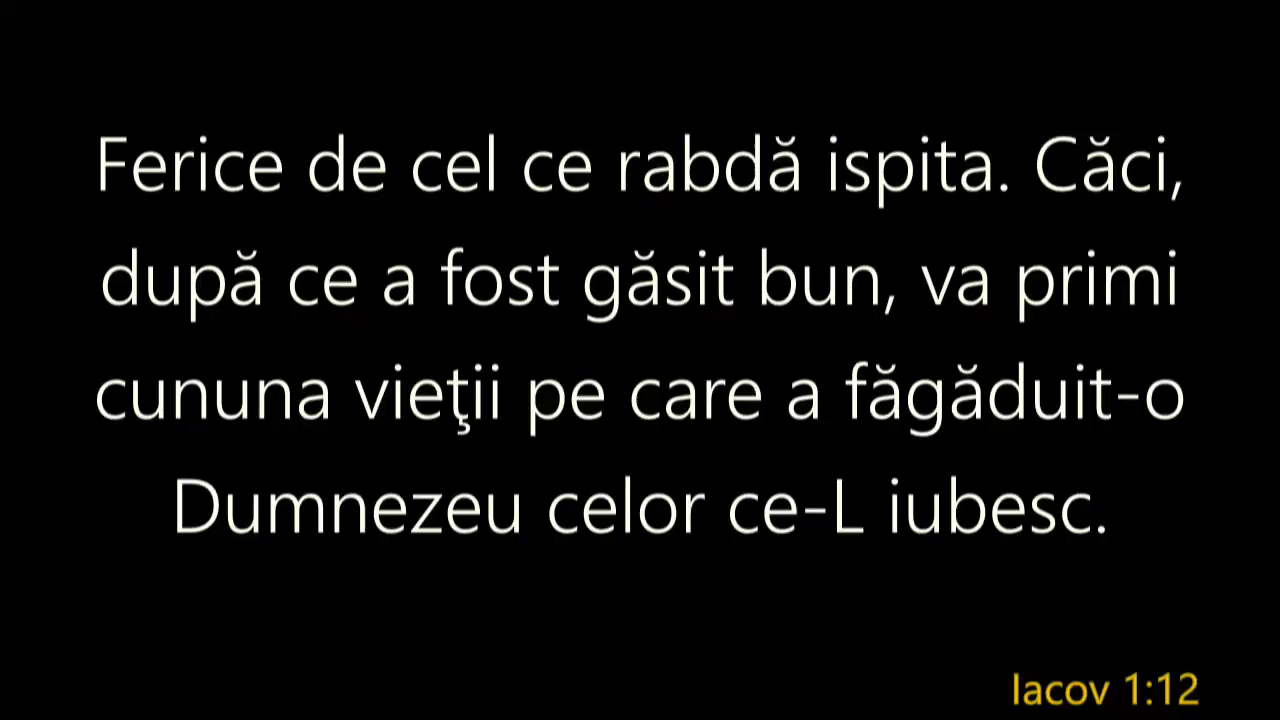 Ferice de cel ce rabdă ispita. Căci,
după ce a fost găsit bun, va primi
cununa vieţii pe care a făgăduit-o
Dumnezeu celor ce-L iubesc.
Iacov 1:12